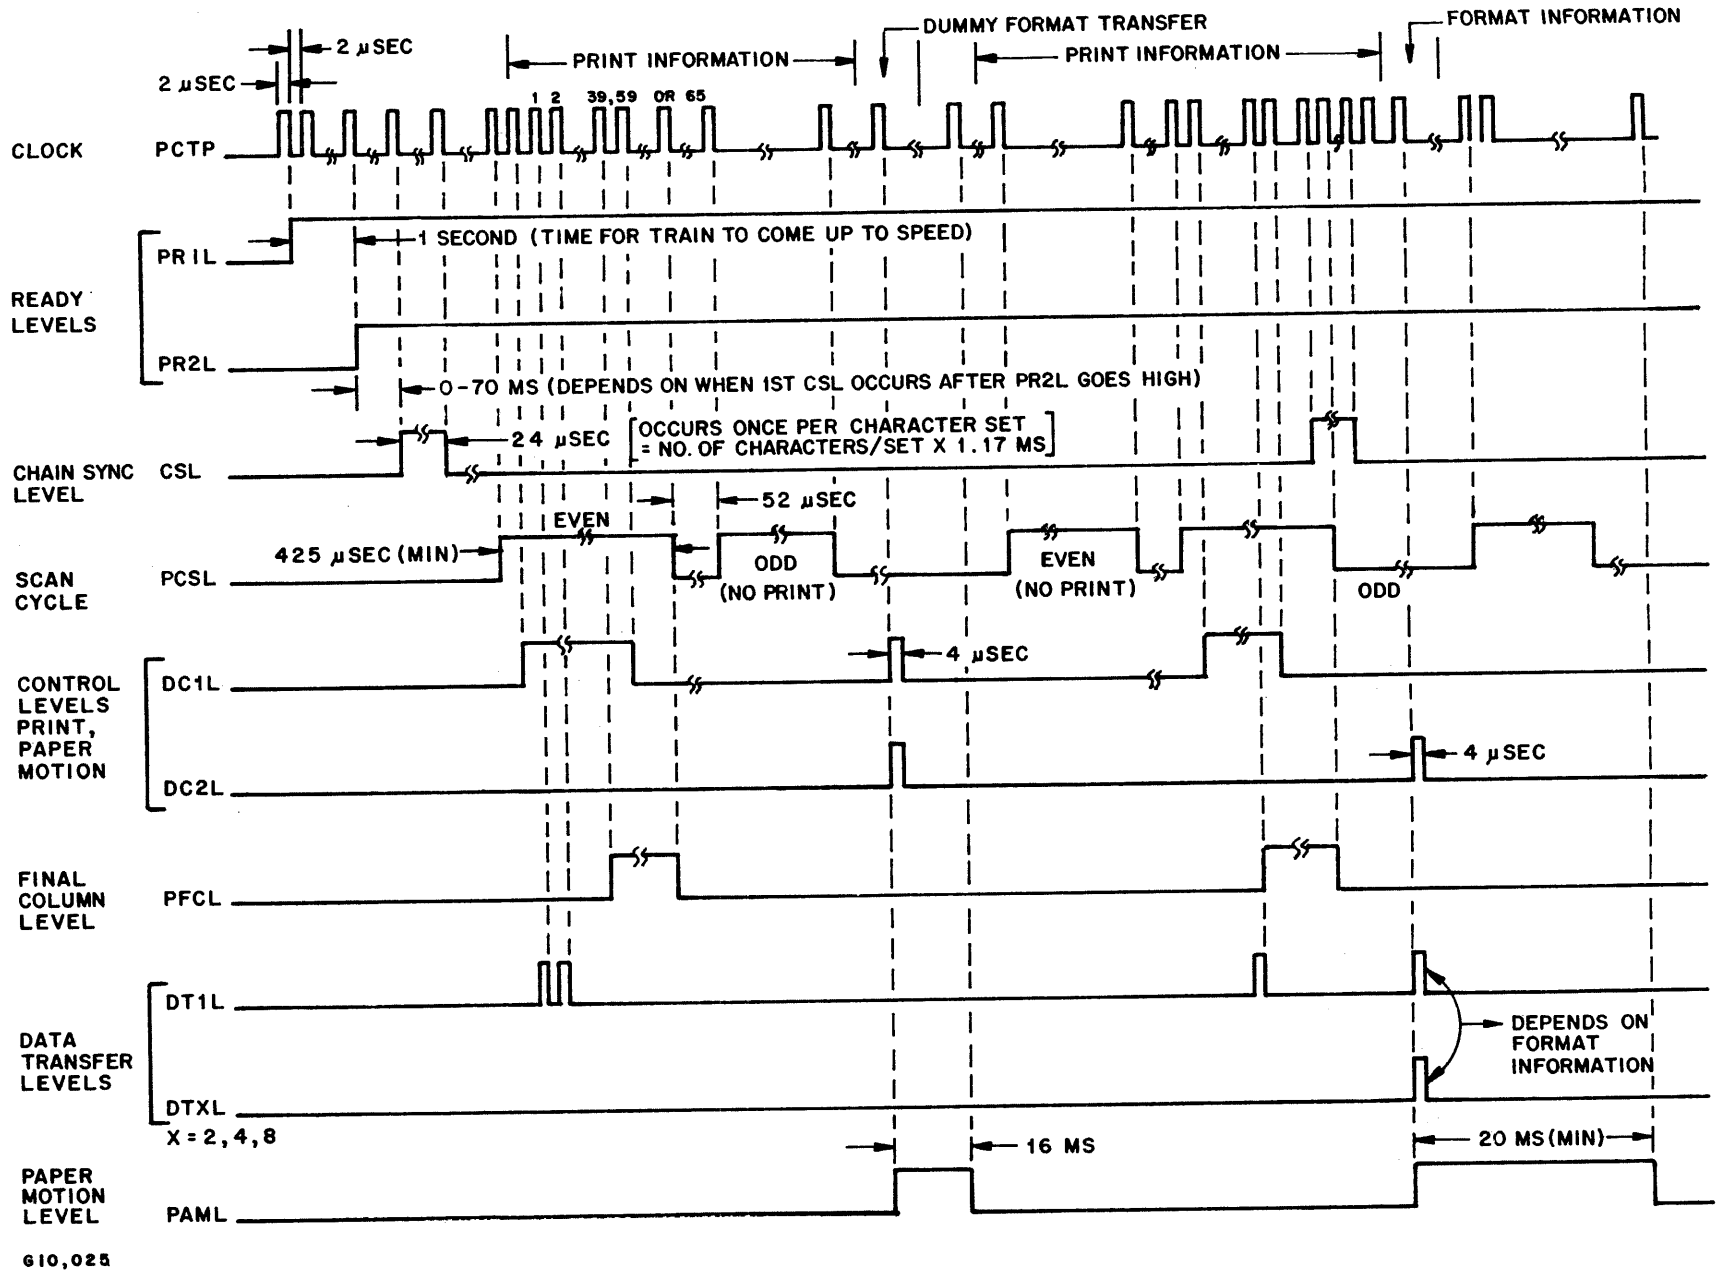 DUMMY FORMAT TRANSFER
FORMAT INFORMATION
2 µSEC
PRINT INFORMATION
PRINT INFORMATION
2 µSEC
1 2 39,59 OR 65
CLOCK PCTP
1 SECOND (TIME FOR TRAIN TO COME UP TO SPEED)
PR1L
READY
LEVELS
PR2L
0-70 MS (DEPENDS ON WHEN 1ST CSL OCCURS AFTER PR2L GOES HIGH)
24 µSEC
OCCURS ONCE PER CHARACTER SET
= NO. OF CHARACTERS/SET X 1.17 MS
CHAIN SYNC
LEVEL
CSL
52 µSEC
EVEN
425 µSEC (MIN)
ODD
(NO PRINT)
EVEN
(NO PRINT)
ODD
SCAN
CYCLE
PCSL
4 µSEC
CONTROL
LEVELS
PRINT,
PAPER
MOTION
DC1L
4 µSEC
DC2L
FINAL
COLUMN
LEVEL
PFCL
DT1L
DATA
TRANSFER
LEVELS
DEPENDS ON
FORMAT
INFORMATION
DTXL
X = 2, 4, 8
16 MS
20 MS (MIN)
PAPER
MOTION
LEVEL
PAML
G10,025